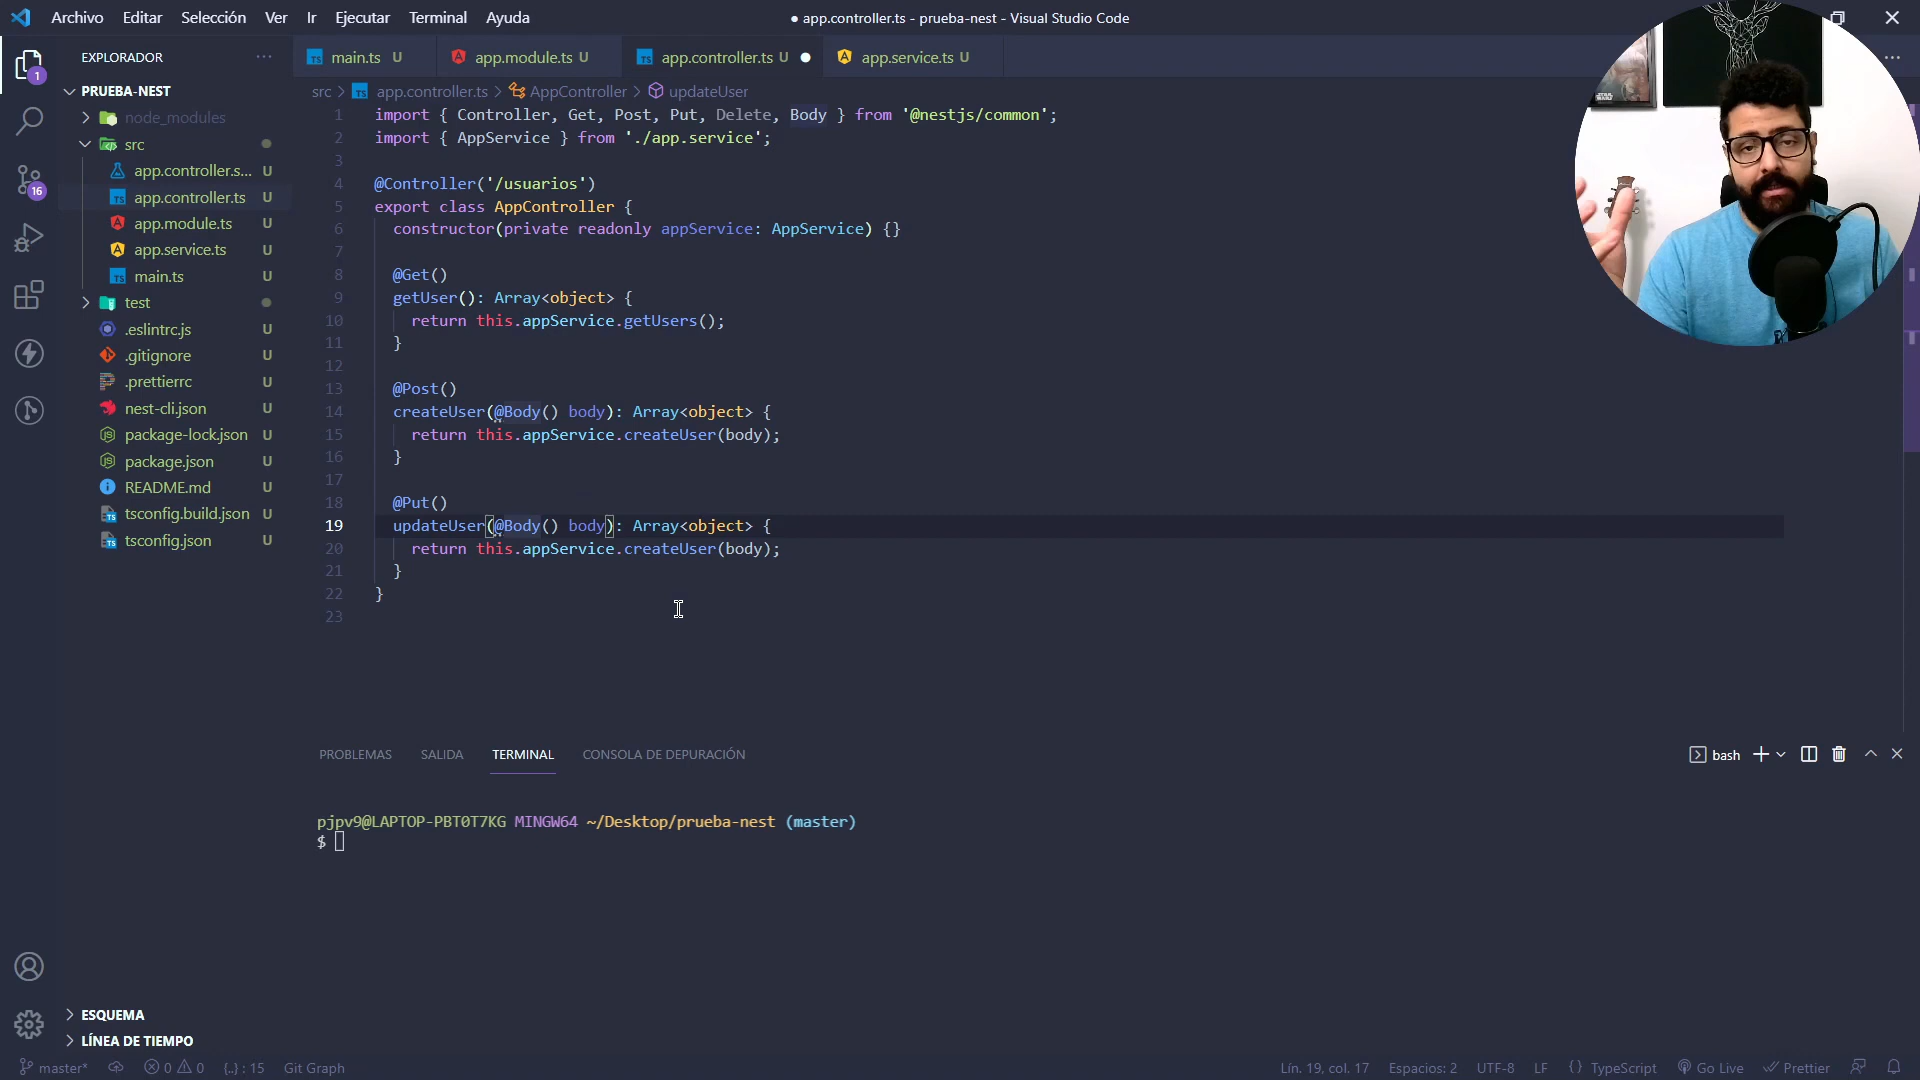 Archivo Editar Selección Ver Ir Ejecutar Terminal Ayuda
● app.controller.ts - prueba-nest - Visual Studio Code
EXPLORADOR
PRUEBA-NEST
node_modules
src
app.controller.s... U
app.controller.ts U
app.module.ts U
app.service.ts U
main.ts U
test
.eslintrc.js U
.gitignore U
.prettierrc U
nest-cli.json U
package-lock.json U
package.json U
README.md U
tsconfig.build.json U
tsconfig.json U
ESQUEMA
LÍNEA DE TIEMPO
1
16
main.ts U
app.module.ts U
app.controller.ts U
app.service.ts U
src > app.controller.ts > AppController > updateUser
1 import { Controller, Get, Post, Put, Delete, Body } from '@nestjs/common';
2 import { AppService } from './app.service';
3
4 @Controller('/usuarios')
5 export class AppController {
6 constructor(private readonly appService: AppService) {}
7
8 @Get()
9 getUser(): Array<object> {
10 return this.appService.getUsers();
11 }
12
13 @Post()
14 createUser(@Body() body): Array<object> {
15 return this.appService.createUser(body);
16 }
17
18 @Put()
19 updateUser(@Body() body): Array<object> {
20 return this.appService.createUser(body);
21 }
22 }
23
PROBLEMAS SALIDA TERMINAL CONSOLA DE DEPURACIÓN
bash
pjpv9@LAPTOP-PBT0T7KG MINGW64 ~/Desktop/prueba-nest (master)
$
master* 0 0 {..} : 15 Git Graph
Lín. 19, col. 17 Espacios: 2 UTF-8 LF {} TypeScript Go Live Prettier